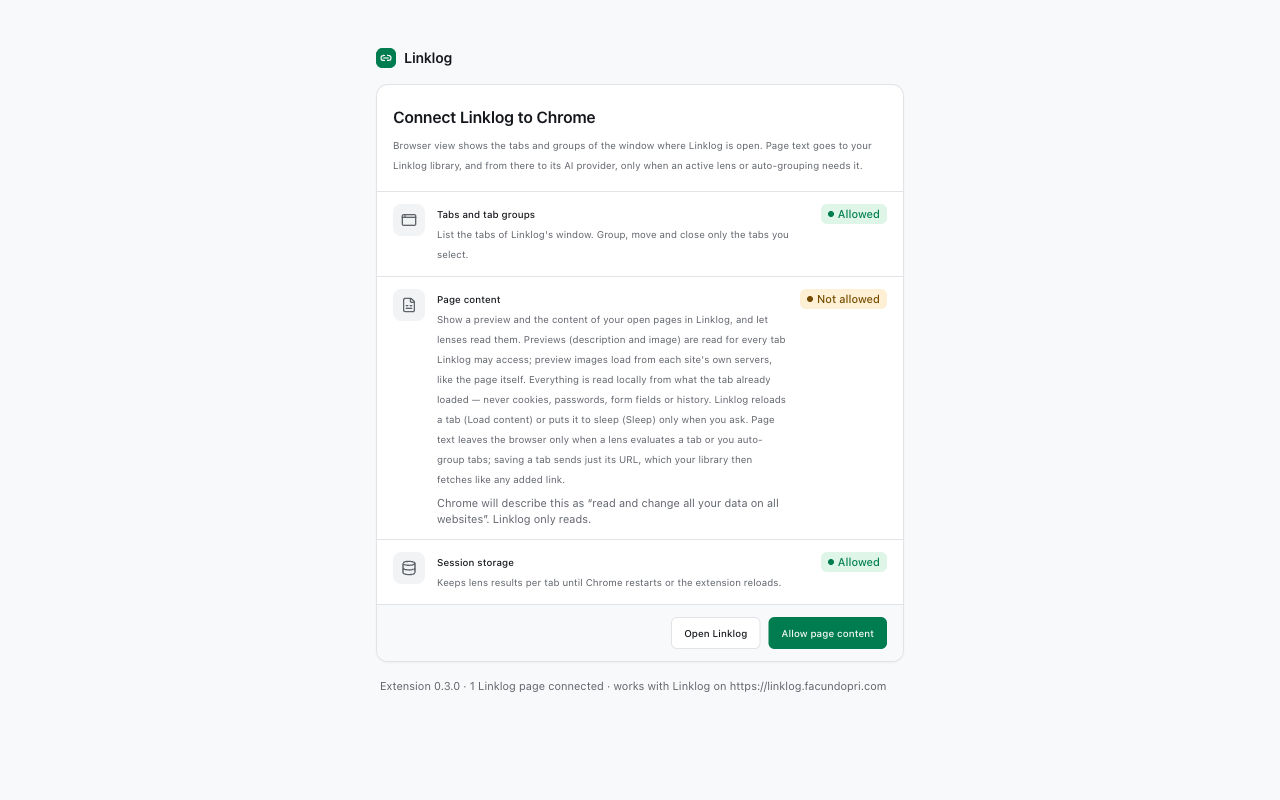 Linklog
Connect Linklog to Chrome
Browser view shows the tabs and groups of the window where Linklog is open. Page text goes to your
Linklog library, and from there to its AI provider, only when an active lens or auto-grouping needs it.
Tabs and tab groups
Allowed
List the tabs of Linklog's window. Group, move and close only the tabs you
select.
Page content
Not allowed
Show a preview and the content of your open pages in Linklog, and let
lenses read them. Previews (description and image) are read for every tab
Linklog may access; preview images load from each site's own servers,
like the page itself. Everything is read locally from what the tab already
loaded — never cookies, passwords, form fields or history. Linklog reloads
a tab (Load content) or puts it to sleep (Sleep) only when you ask. Page
text leaves the browser only when a lens evaluates a tab or you auto-
group tabs; saving a tab sends just its URL, which your library then
fetches like any added link.
Chrome will describe this as “read and change all your data on all
websites”. Linklog only reads.
Session storage
Allowed
Keeps lens results per tab until Chrome restarts or the extension reloads.
Open Linklog
Allow page content
Extension 0.3.0 · 1 Linklog page connected · works with Linklog on https://linklog.facundopri.com